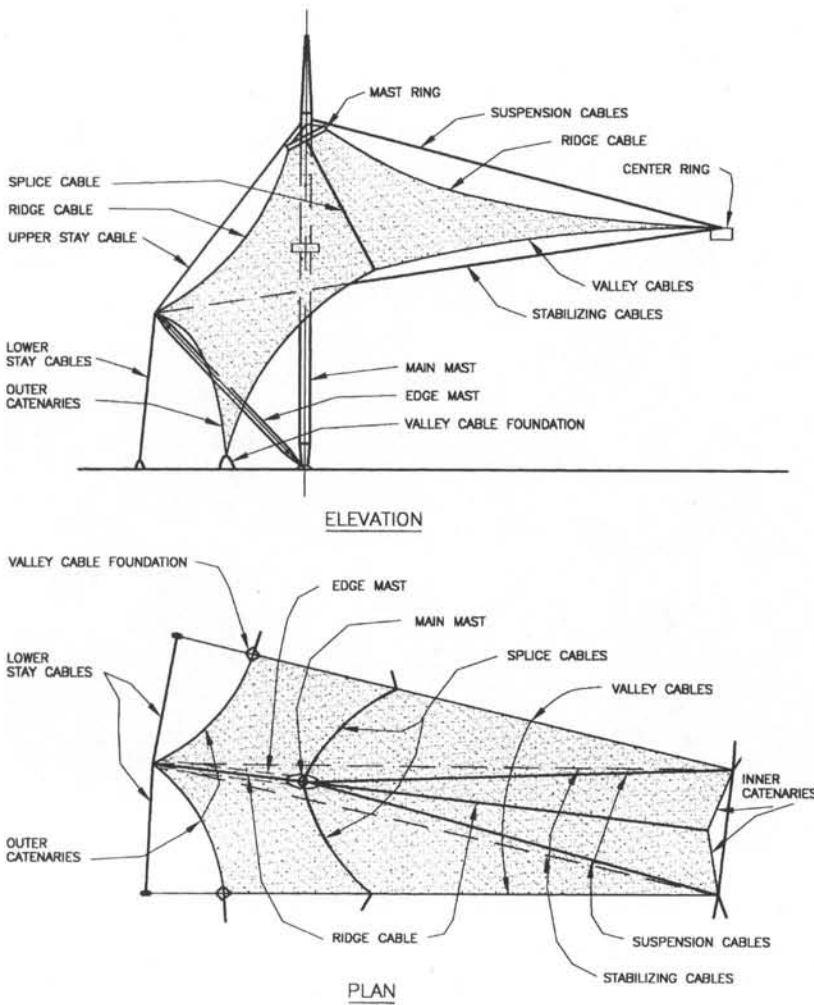 MAST RING
SUSPENSION CABLES
RIDGE CABLE
CENTER RING
SPLICE CABLE
RIDGE CABLE
UPPER STAY CABLE
VALLEY CABLES
STABILIZING CABLES
LOWER
STAY CABLES
MAIN MAST
OUTER
CATENARIES
EDGE MAST
VALLEY CABLE FOUNDATION
ELEVATION
VALLEY CABLE FOUNDATION
EDGE MAST
MAIN MAST
SPLICE CABLES
LOWER
STAY CABLES
VALLEY CABLES
INNER
CATENARIES
OUTER
CATENARIES
RIDGE CABLE
SUSPENSION CABLES
STABILIZING CABLES
PLAN